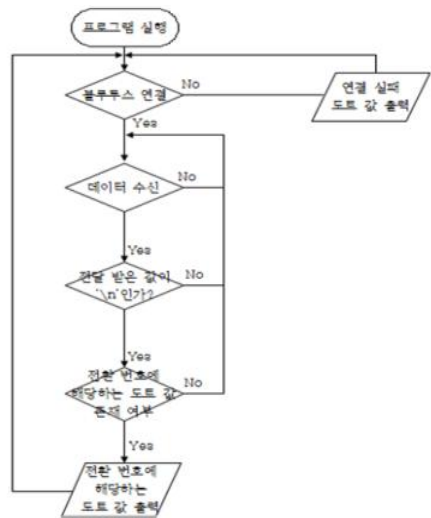 프로그램 실행
블루투스 연결
No
연결 실패
도트 값 출력
Yes
데이터 수신
No
Yes
전달 받은 값이
'\n'인가?
No
Yes
전환 번호에
해당하는 도트 값
존재 여부
No
Yes
전환 번호에
해당하는
도트 값 출력